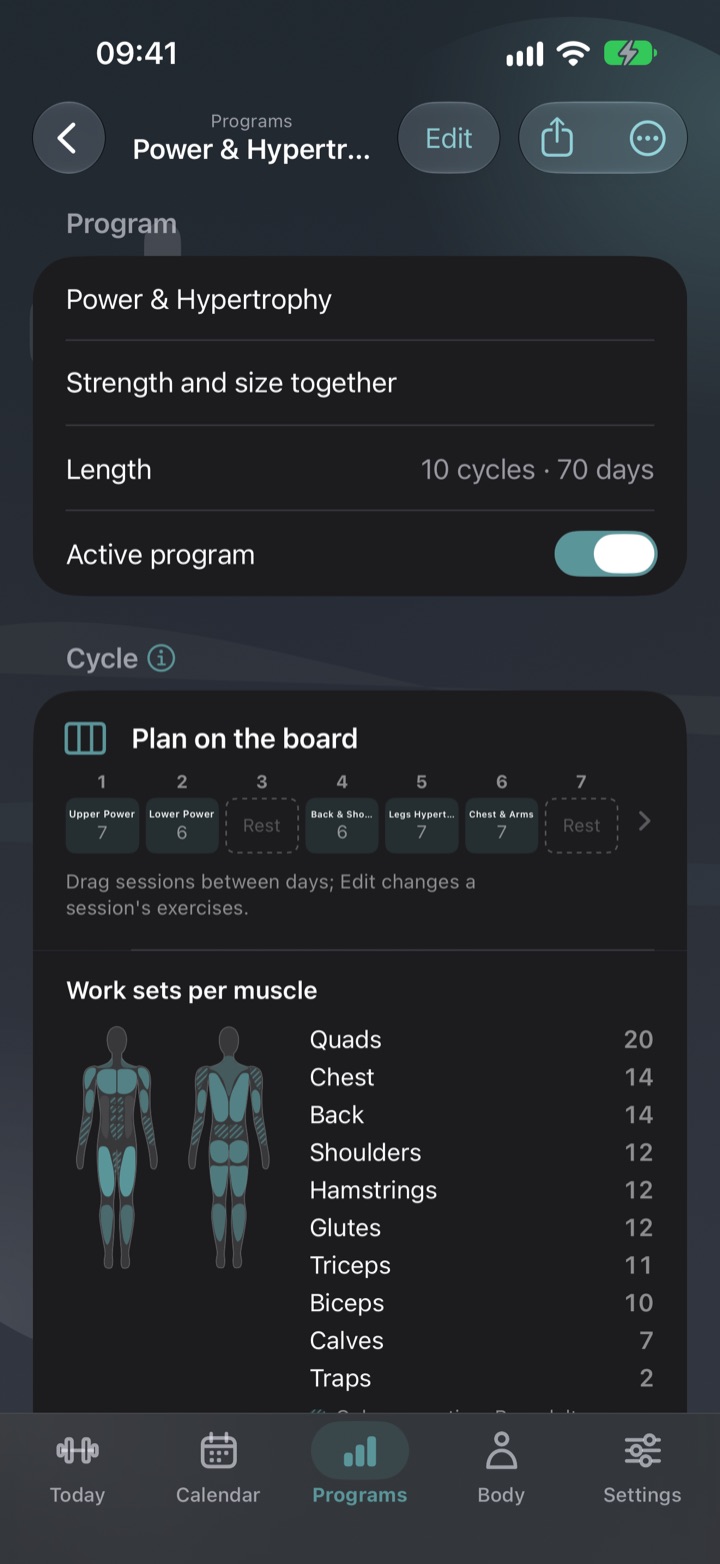 09:41
Programs
Power & Hypertr...
Edit
Program
Power & Hypertrophy
Strength and size together
Length 10 cycles · 70 days
Active program
Cycle
Plan on the board
1 2 3 4 5 6 7
Upper Power Lower Power Back & Sho... Legs Hypert... Chest & Arms
7 6 Rest 6 7 7 Rest
Drag sessions between days; Edit changes a
session's exercises.
Work sets per muscle
Quads 20
Chest 14
Back 14
Shoulders 12
Hamstrings 12
Glutes 12
Triceps 11
Biceps 10
Calves 7
Traps 2
Today Calendar Programs Body Settings